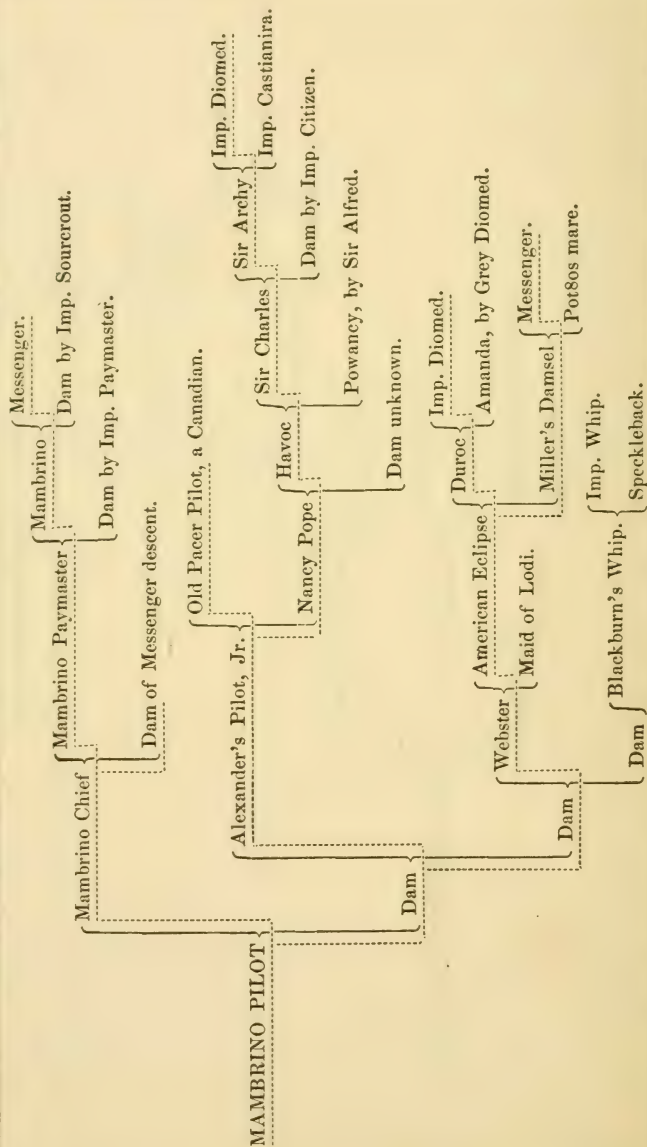 MAMBRINO PILOT
Mambrino Chief
Mambrino Paymaster
Mambrino
Messenger.
Dam by Imp. Sourcrout.
Dam by Imp. Paymaster.
Dam of Messenger descent.
Dam
Alexander's Pilot, Jr.
Old Pacer Pilot, a Canadian.
Nancy Pope
Havoc
Sir Charles
Sir Archy
Imp. Diomed.
Imp. Castianira.
Dam by Imp. Citizen.
Powancy, by Sir Alfred.
Dam unknown.
Dam
Webster
American Eclipse
Duroc
Imp. Diomed.
Amanda, by Grey Diomed.
Miller's Damsel
Messenger.
Pot8os mare.
Maid of Lodi.
Dam
Blackburn's Whip.
Imp. Whip.
Speckleback.